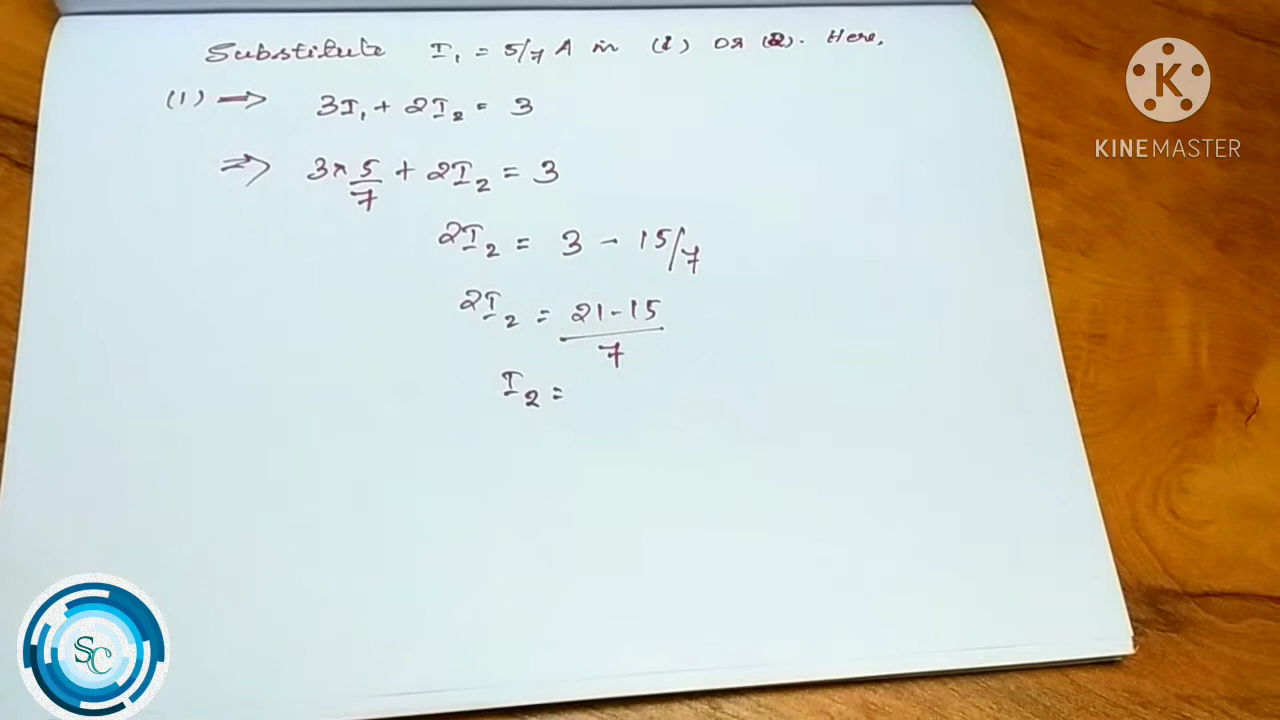 Substitute I₁ = 5/7 A in (1) or (2). Here,
(1) ⟹ 3I₁ + 2I₂ = 3
⟹ 3 × 5/7 + 2I₂ = 3
2I₂ = 3 - 15/7
2I₂ = 21-15/7
I₂ =
K
KINEMASTER
SC